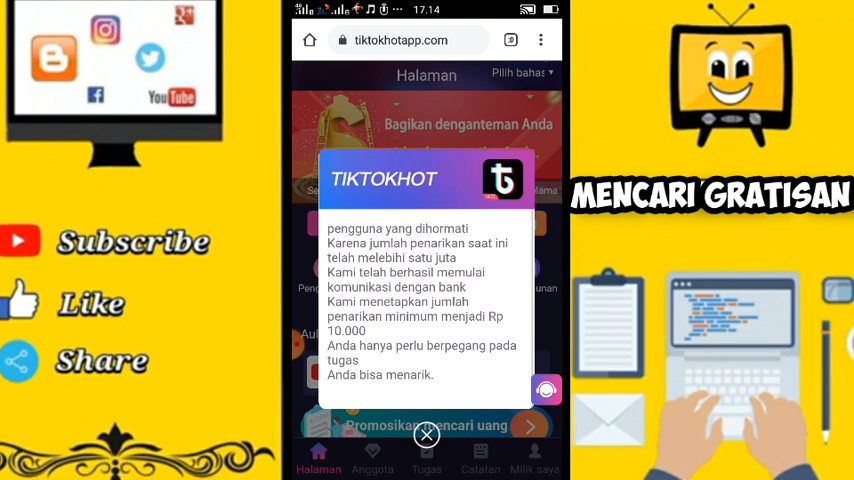 You Tube
Subscribe
Like
Share
17.14
tiktokhotapp.com
Halaman
Pilih bahas
Bagikan denganteman Anda
TIKTOKHOT
pengguna yang dihormati
Karena jumlah penarikan saat ini
telah melebihi satu juta
Kami telah berhasil memulai
komunikasi dengan bank
Kami menetapkan jumlah
penarikan minimum menjadi Rp
10.000
Anda hanya perlu berpegang pada
tugas
Anda bisa menarik.
Promosikan mencari uang
Halaman
Anggota
Tugas
Catatan
Milik saya
MENCARI GRATISAN